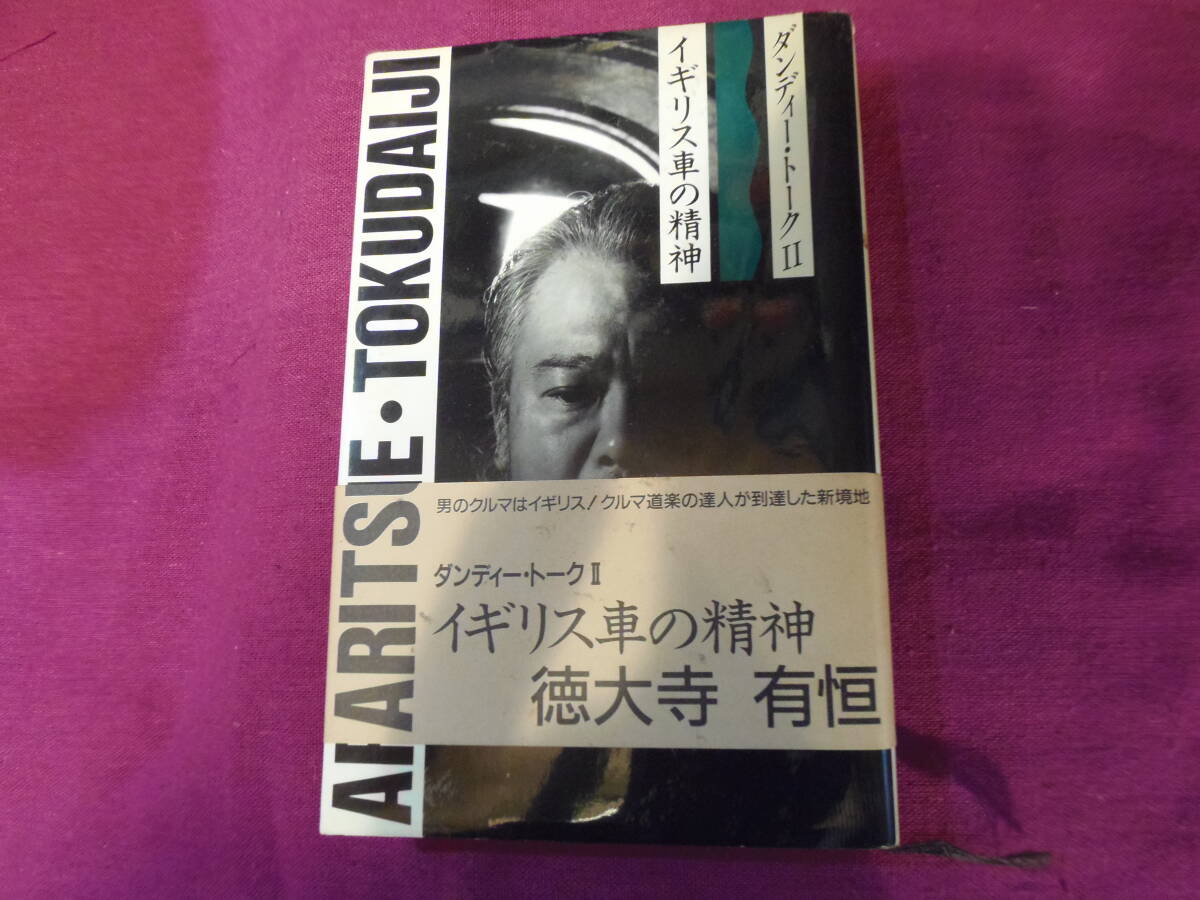 ダンディー・トークII
イギリス車の精神
ARITSUNE・TOKUDAIJI
男のクルマはイギリス!クルマ道楽の達人が到達した新境地
ダンディー・トークII
イギリス車の精神
徳大寺 有恒